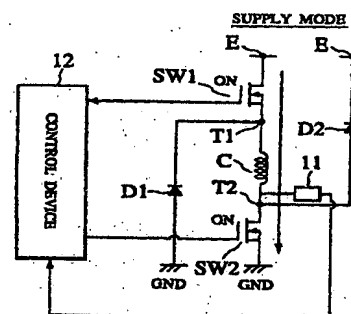 SUPPLY MODE
E
E
12
SW1
ON
T1
D2
CONTROL DEVICE
C
11
D1
T2
ON
SW2
GND
GND